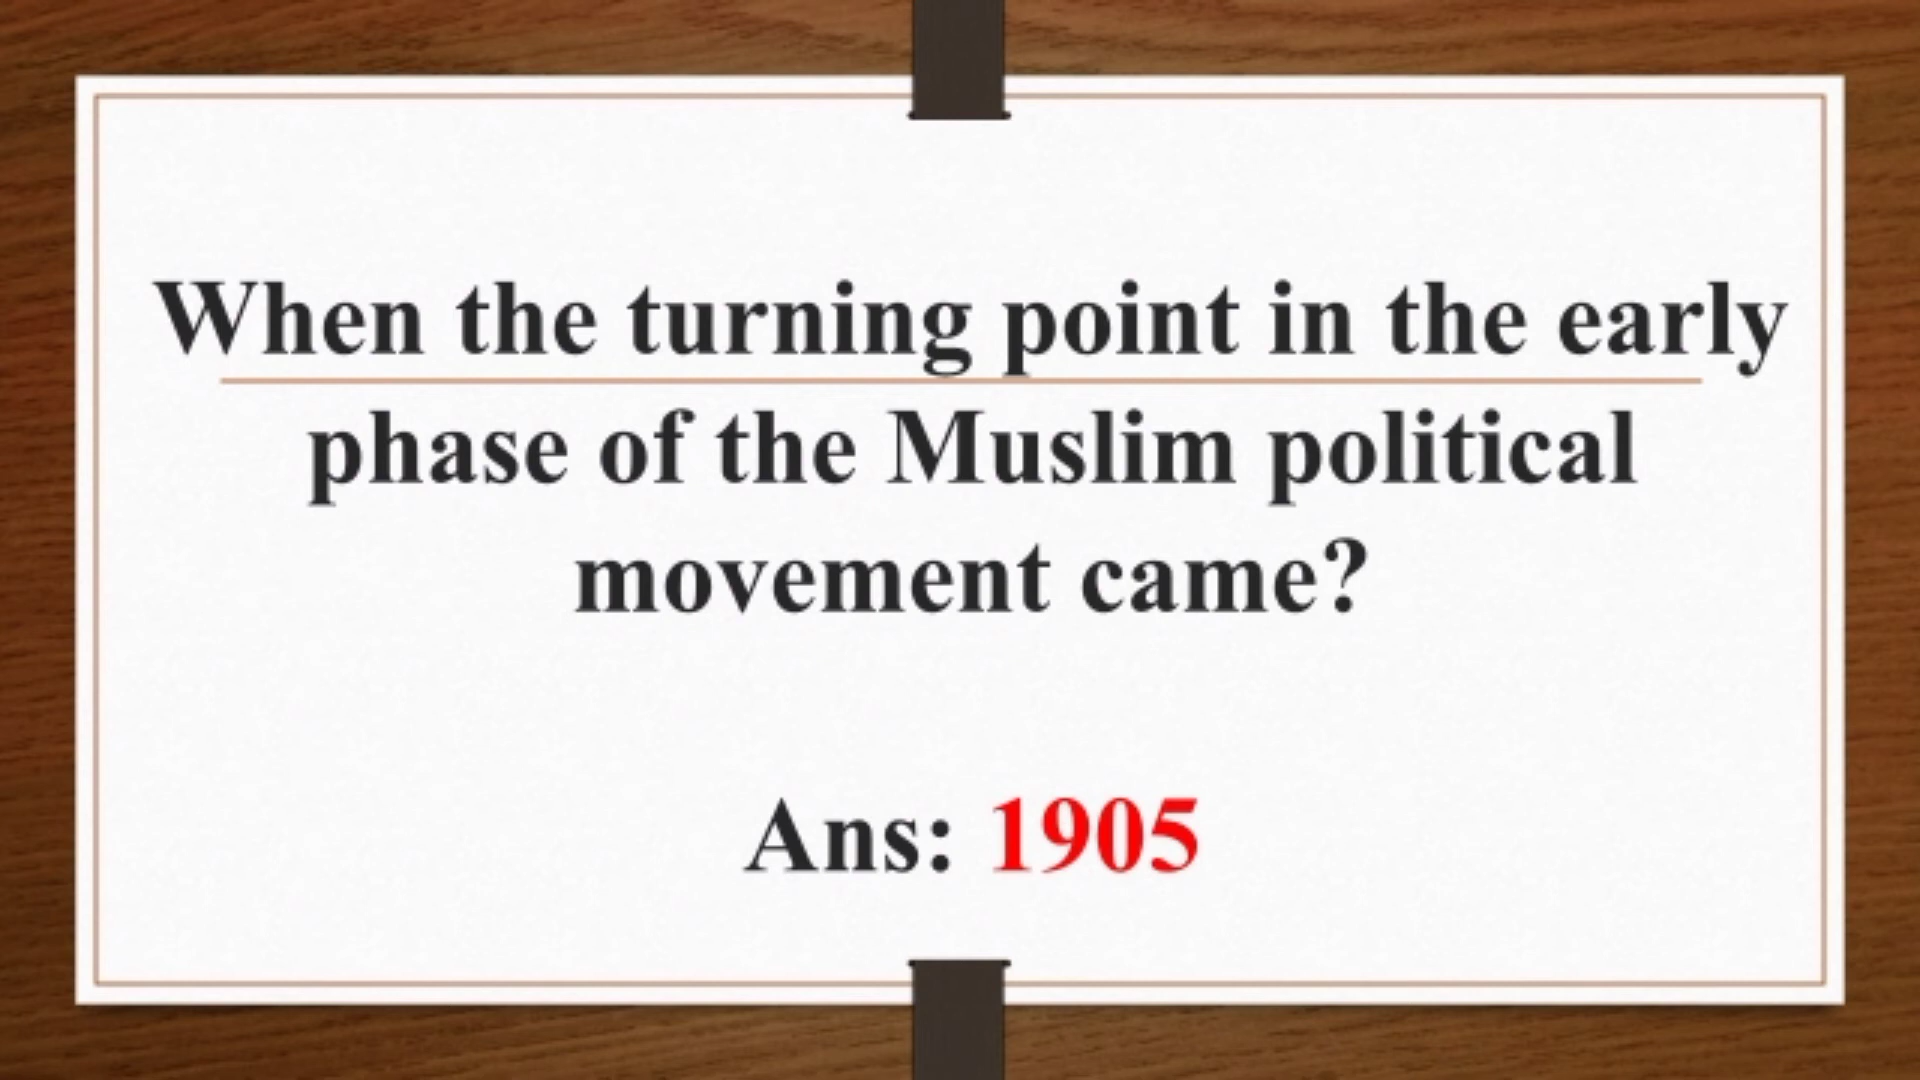 When the turning point in the early
phase of the Muslim political
movement came?
Ans: 1905